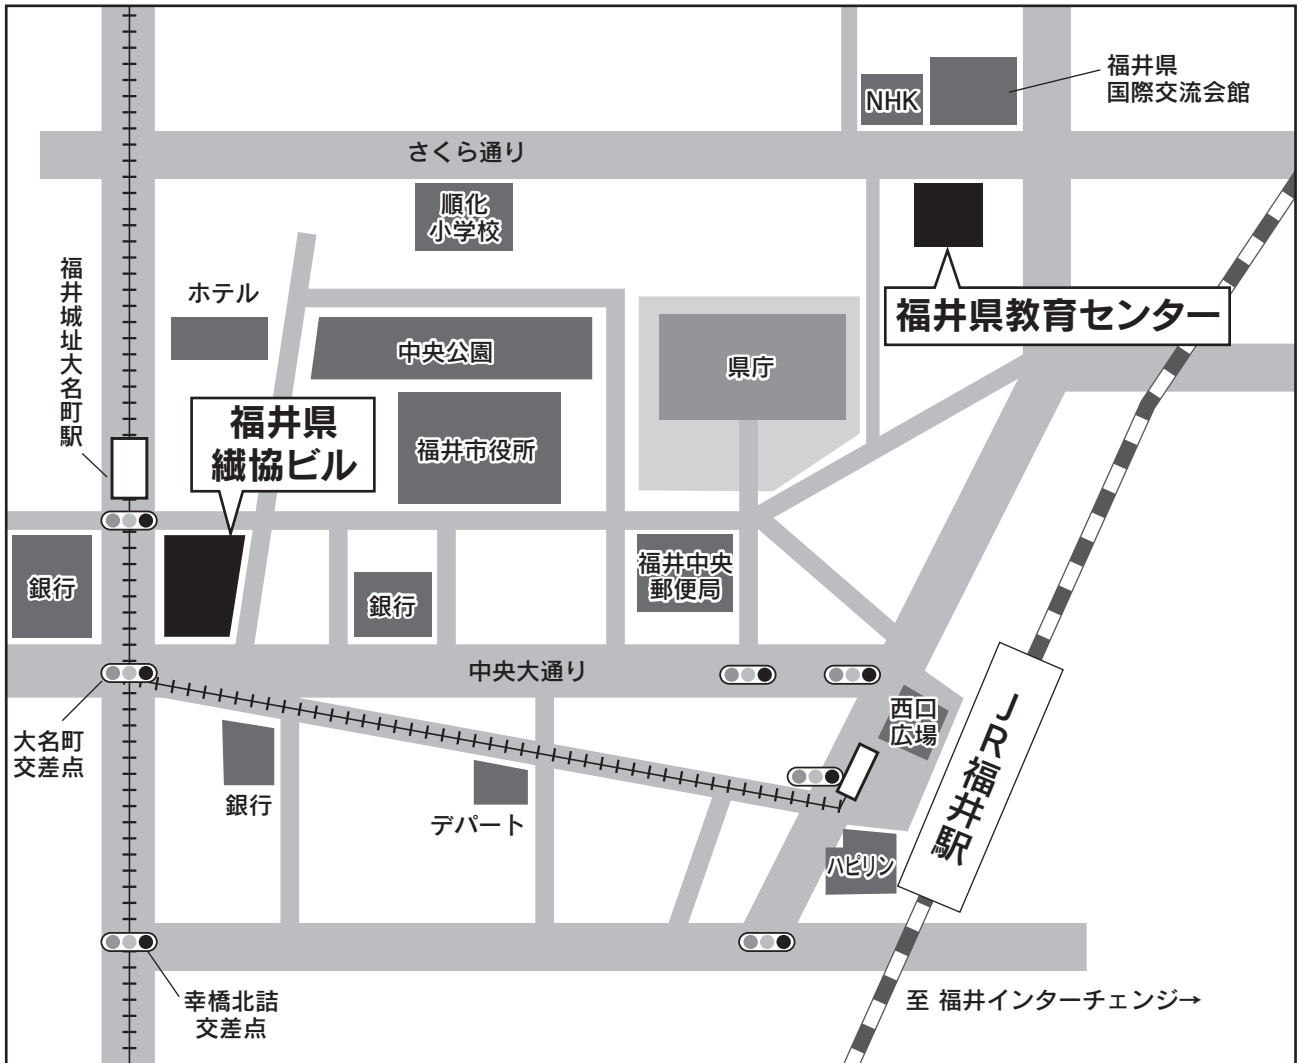 福井県
国際交流会館
NHK
さくら通り
順化
小学校
福井城址大名町駅
ホテル
福井県教育センター
中央公園
県庁
福井県
繊協ビル
福井市役所
銀行
銀行
福井中央
郵便局
中央大通り
西口
広場
JR福井駅
大名町
交差点
銀行
デパート
ハピリン
幸橋北詰
交差点
至 福井インターチェンジ→